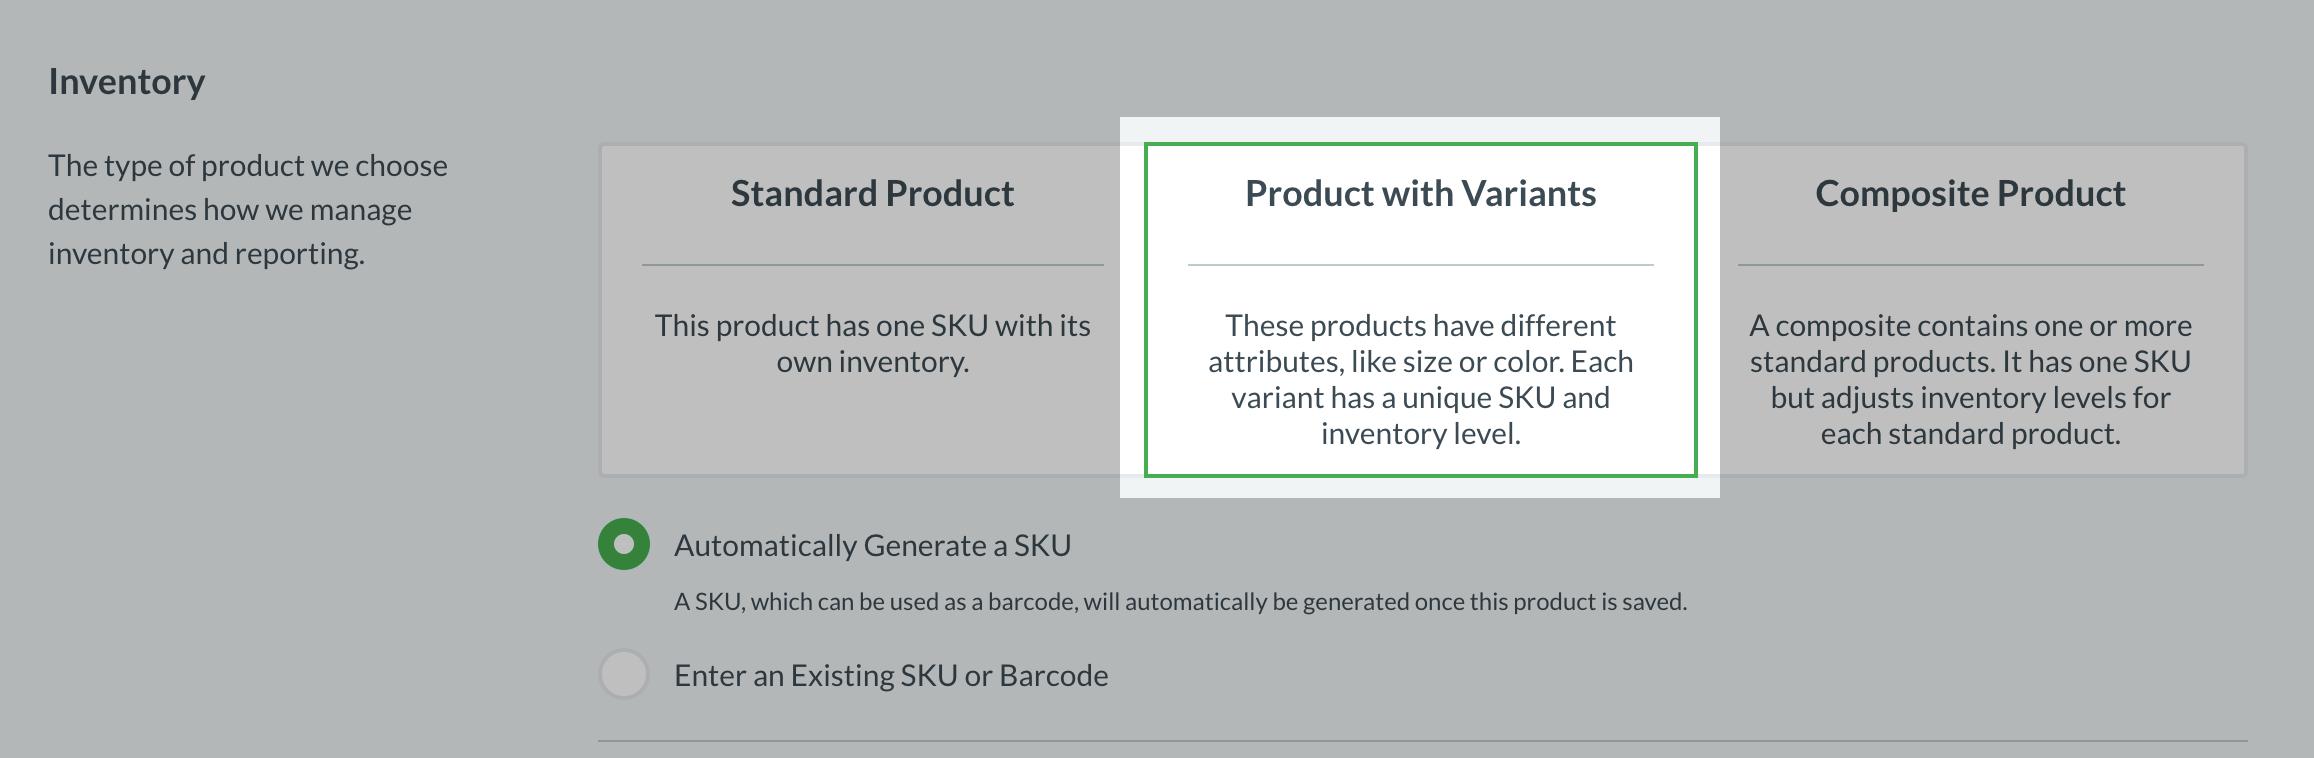 Inventory
The type of product we choose
determines how we manage
inventory and reporting.
Standard Product
This product has one SKU with its
own inventory.
Product with Variants
These products have different
attributes, like size or color. Each
variant has a unique SKU and
inventory level.
Composite Product
A composite contains one or more
standard products. It has one SKU
but adjusts inventory levels for
each standard product.
Automatically Generate a SKU
A SKU, which can be used as a barcode, will automatically be generated once this product is saved.
Enter an Existing SKU or Barcode